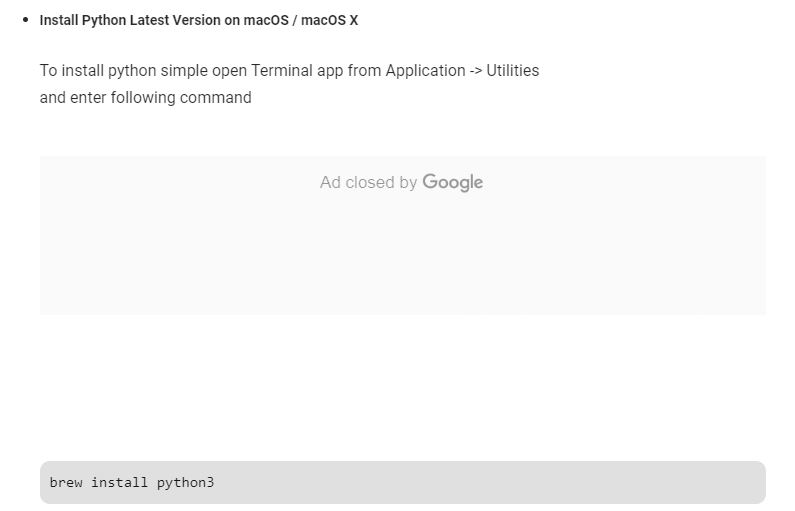 Install Python Latest Version on macOS / macOS X
To install python simple open Terminal app from Application -> Utilities
and enter following command
Ad closed by Google
brew install python3